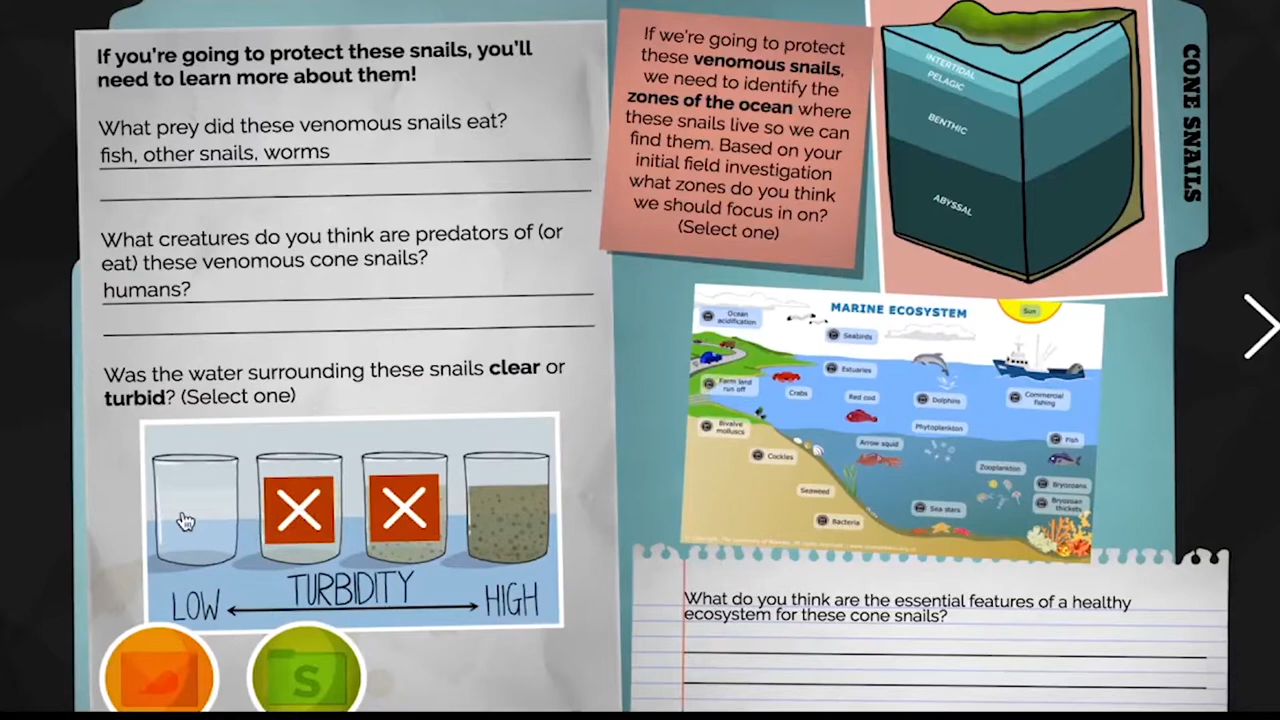 If you're going to protect these snails, you'll
need to learn more about them!
What prey did these venomous snails eat?
fish, other snails, worms
What creatures do you think are predators of (or
eat) these venomous cone snails?
humans?
Was the water surrounding these snails clear or
turbid? (Select one)
TURBIDITY
LOW
HIGH
S
If we're going to protect
these venomous snails,
we need to identify the
zones of the ocean where
these snails live so we can
find them. Based on your
initial field investigation
what zones do you think
we should focus in on?
(Select one)
INTERTIDAL
PELAGIC
BENTHIC
ABYSSAL
CONE SNAILS
MARINE ECOSYSTEM
Sun
Ocean
acidification
Seabirds
Estuaries
Farm land
run off
Crabs
Red cod
Dolphins
Commercial
fishing
Bivalve
molluscs
Phytoplankton
Arrow squid
Fish
Cockles
Zooplankton
Seaweed
Bryozoans
Bryozoan
thickets
Sea stars
Bacteria
What do you think are the essential features of a healthy
ecosystem for these cone snails?